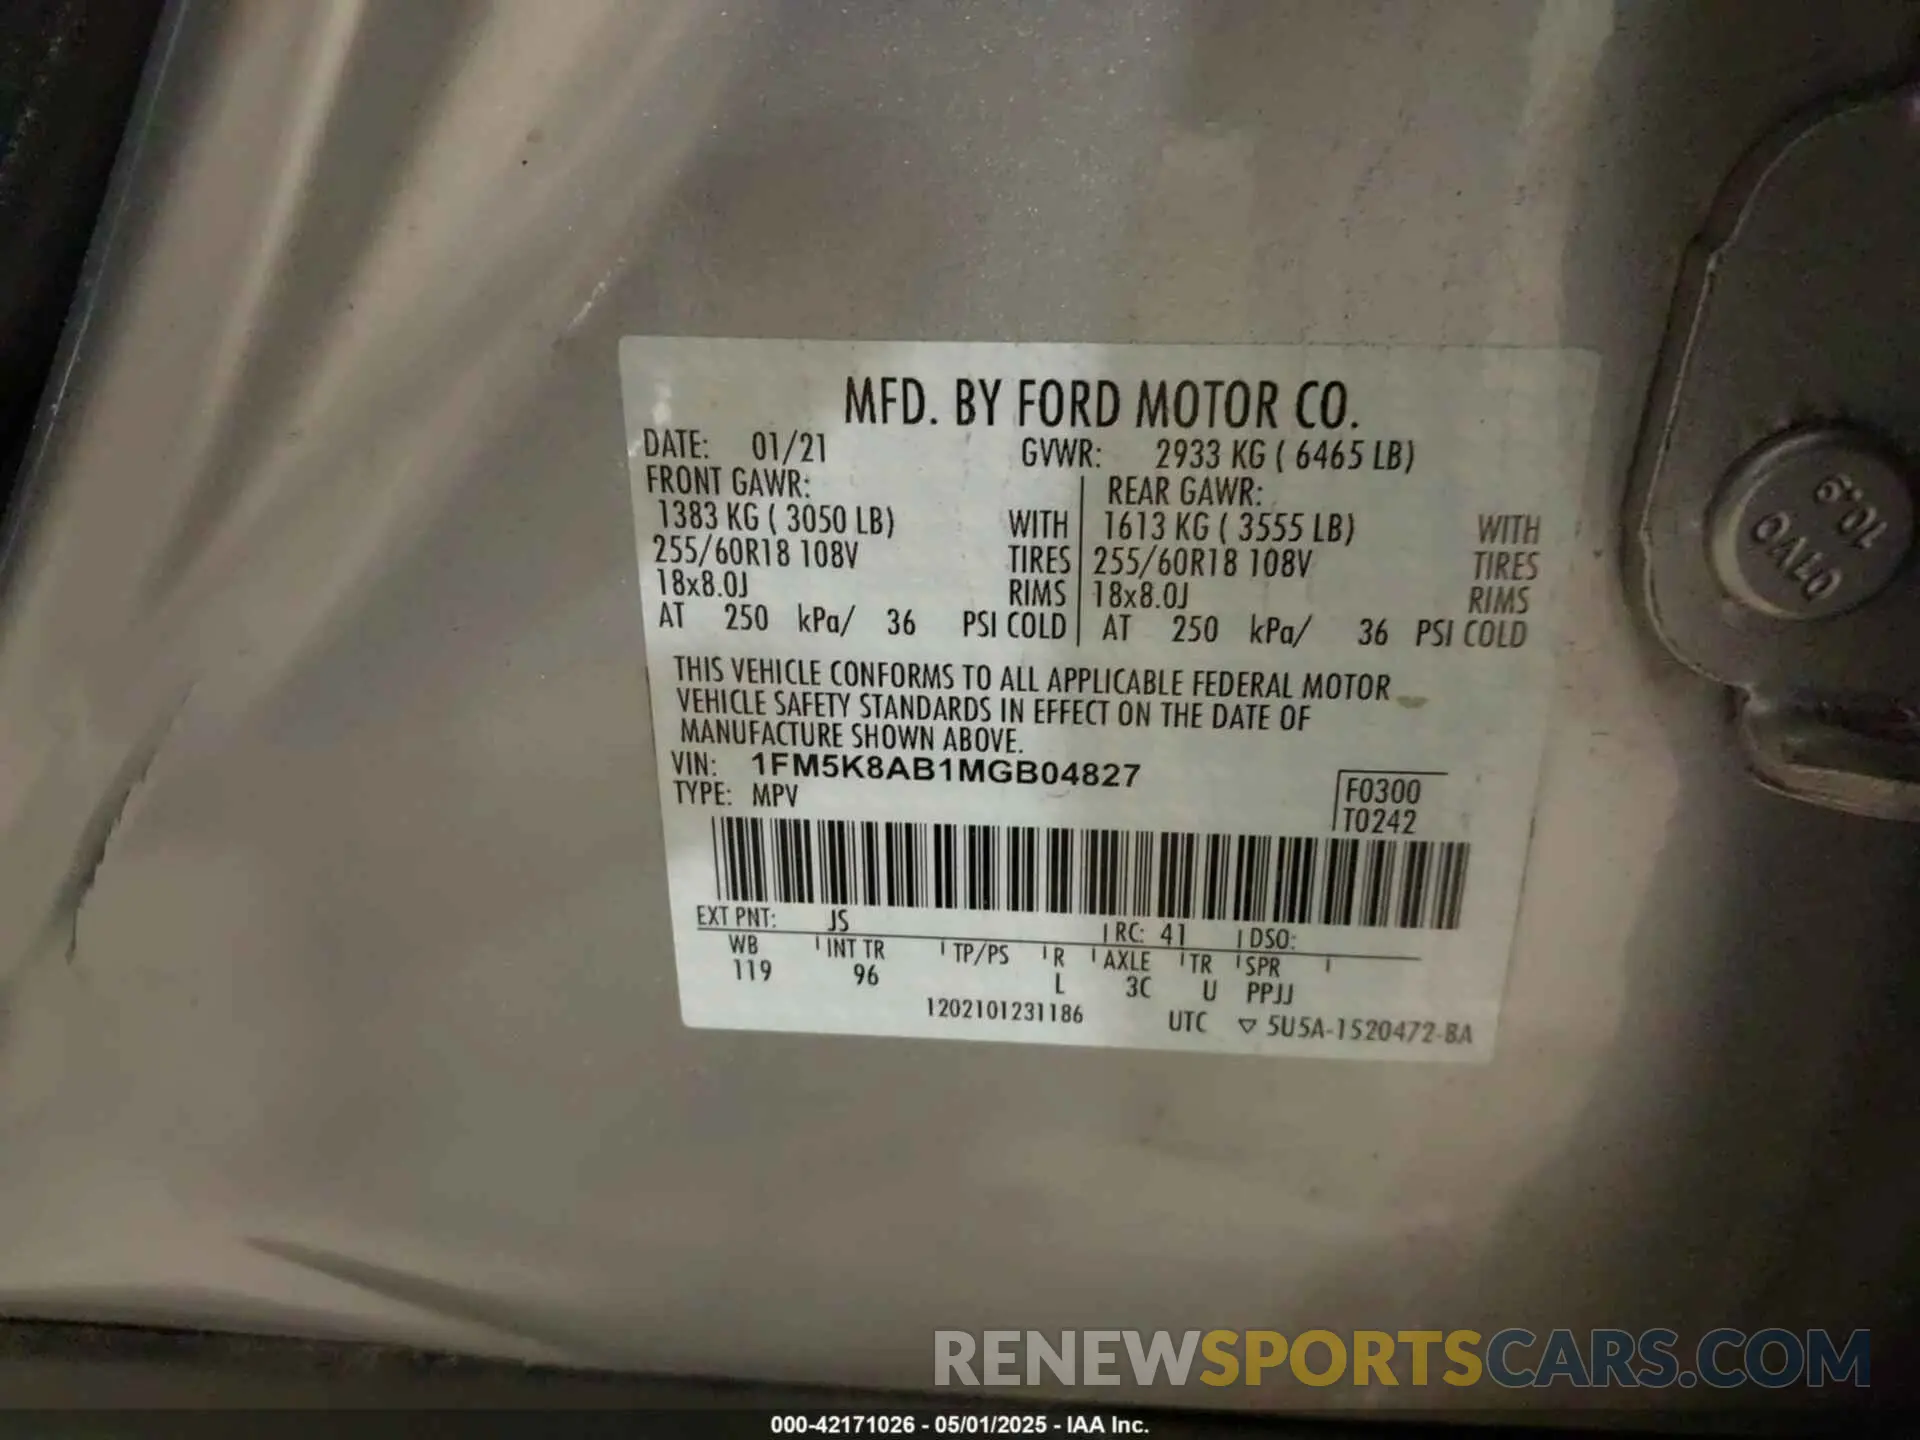 MFD. BY FORD MOTOR CO.
DATE: 01/21 GVWR: 2933 KG ( 6465 LB)
FRONT GAWR: REAR GAWR:
1383 KG ( 3050 LB) WITH 1613 KG ( 3555 LB) WITH
255/60R18 108V TIRES 255/60R18 108V TIRES
18x8.0J RIMS 18x8.0J RIMS
AT 250 kPa/ 36 PSI COLD AT 250 kPa/ 36 PSI COLD
THIS VEHICLE CONFORMS TO ALL APPLICABLE FEDERAL MOTOR
VEHICLE SAFETY STANDARDS IN EFFECT ON THE DATE OF
MANUFACTURE SHOWN ABOVE.
VIN: 1FM5K8AB1MGB04827
TYPE: MPV
F0300
T0242
EXT PNT: JS RC: 41 DSO:
WB INT TR TP/PS R AXLE TR SPR
119 96 L 3C U PPJJ
1202101231186 UTC ▽ 5U5A-1520472-BA
10.9
OVYO
RENEWSPORTSCARS.COM
000-42171026 - 05/01/2025 - IAA Inc.